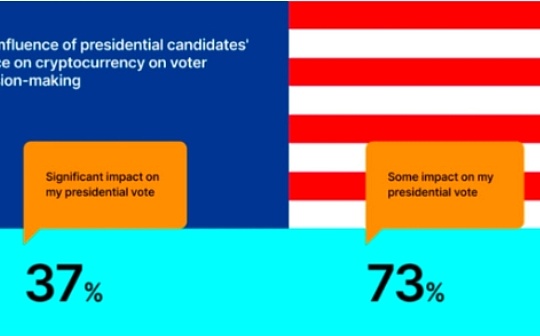 nfluence of presidential candidates'
ce on cryptocurrency on voter
ion-making
Significant impact on
my presidential vote
Some impact on my
presidential vote
37%
73%